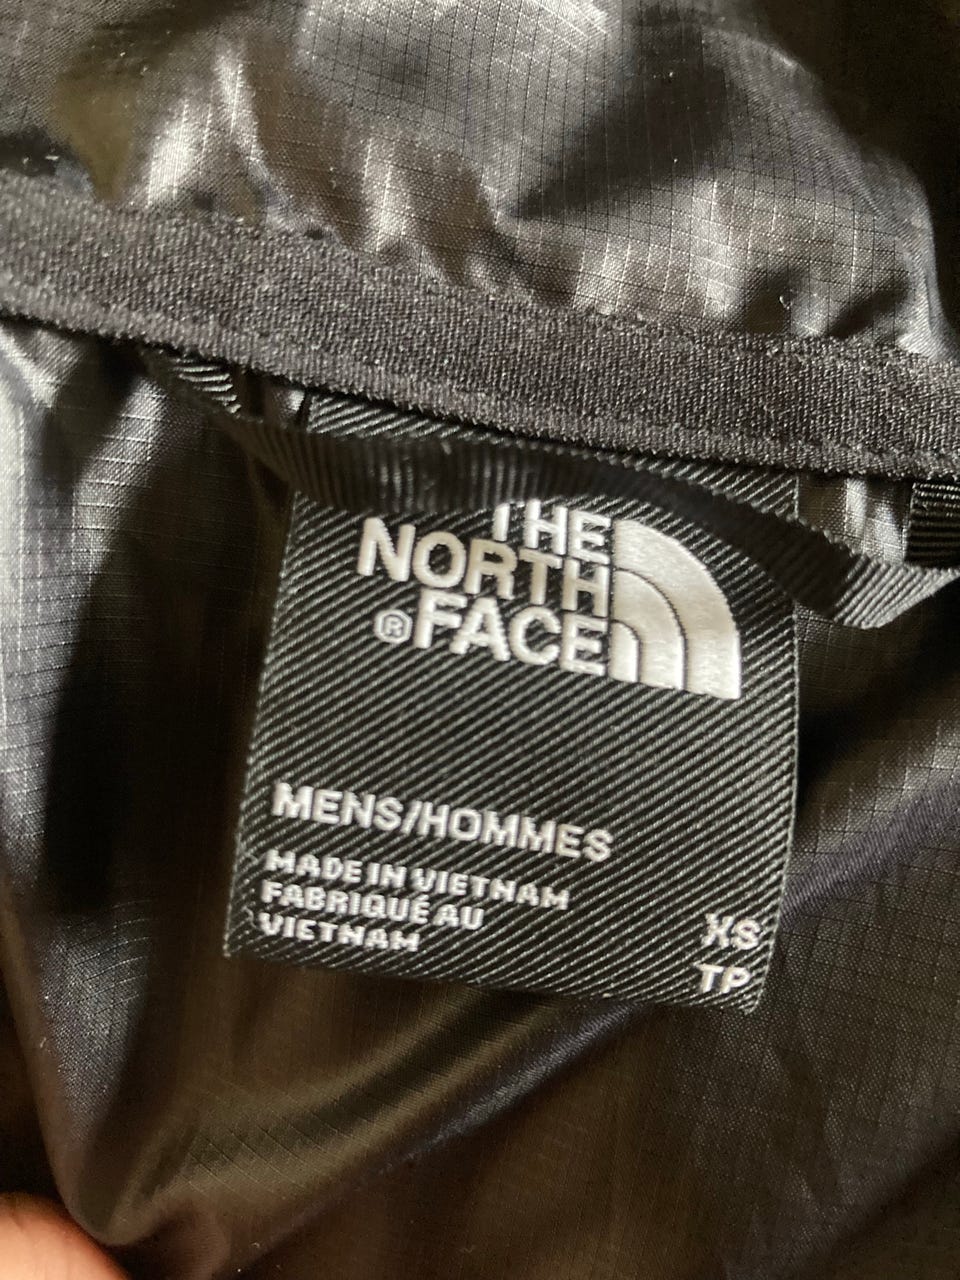 THE
NORTH
®FACE
MENS/HOMMES
MADE IN VIETNAM
FABRIQUÉ AU
VIETNAM
XS
TP